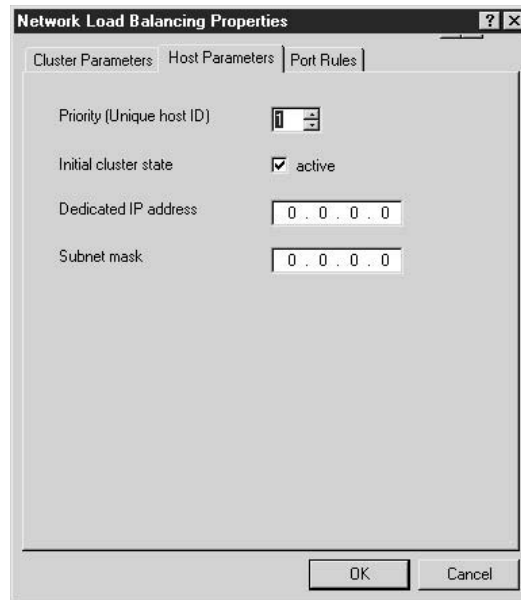 Network Load Balancing Properties
Cluster Parameters Host Parameters Port Rules
Priority (Unique host ID) 1
Initial cluster state active
Dedicated IP address 0 . 0 . 0 . 0
Subnet mask 0 . 0 . 0 . 0
OK Cancel